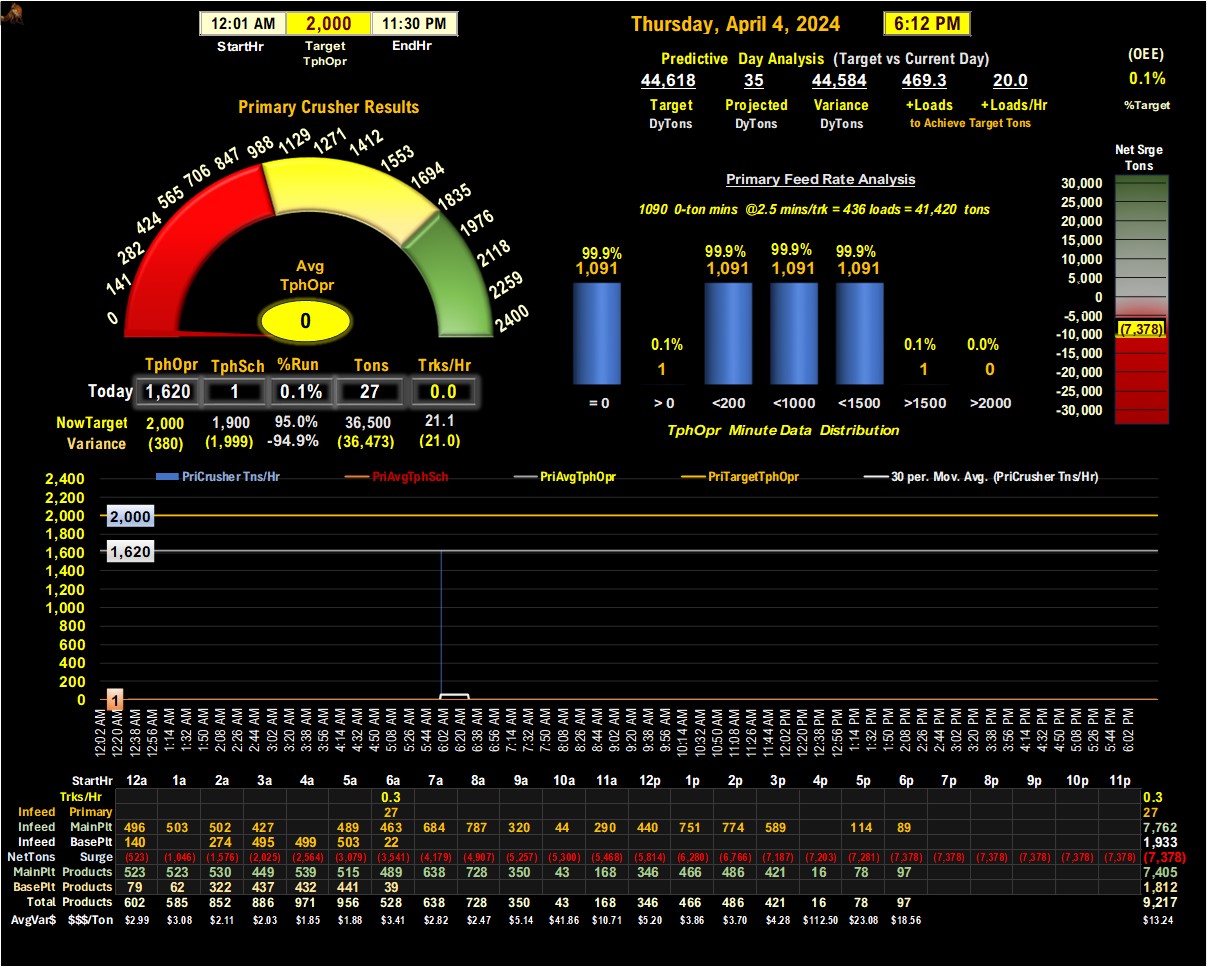 12:01 AM 2,000 11:30 PM
StartHr Target TphOpr EndHr
Thursday, April 4, 2024 6:12 PM
Predictive Day Analysis (Target vs Current Day)
44,618 35 44,584 469.3 20.0
Target Projected Variance +Loads +Loads/Hr
DyTons DyTons DyTons to Achieve Target Tons
(OEE)
0.1%
%Target
Primary Crusher Results
0 141 282 424 565 706 847 988 1129 1271 1412 1553 1694 1835 1976 2118 2259 2400
Avg
TphOpr
0
TphOpr TphSch %Run Tons Trks/Hr
Today 1,620 1 0.1% 27 0.0
NowTarget 2,000 1,900 95.0% 36,500 21.1
Variance (380) (1,999) -94.9% (36,473) (21.0)
Primary Feed Rate Analysis
1090 0-ton mins @2.5 mins/trk = 436 loads = 41,420 tons
99.9% 99.9% 99.9% 99.9%
1,091 1,091 1,091 1,091
0.1% 0.1% 0.0%
1 1 0
= 0 > 0 <200 <1000 <1500 >1500 >2000
TphOpr Minute Data Distribution
Net Srge
Tons
30,000
25,000
20,000
15,000
10,000
5,000
0
-5,000
(7,378)
-10,000
-15,000
-20,000
-25,000
-30,000
PriCrusher Tns/Hr PriAvgTphSch PriAvgTphOpr PriTargetTphOpr 30 per. Mov. Avg. (PriCrusher Tns/Hr)
2,400
2,200
2,000 2,000
1,800
1,600 1,620
1,400
1,200
1,000
800
600
400
200
0 1
12:02 AM 12:20 AM 12:38 AM 12:56 AM 1:14 AM 1:32 AM 1:50 AM 2:08 AM 2:26 AM 2:44 AM 3:02 AM 3:20 AM 3:38 AM 3:56 AM 4:14 AM 4:32 AM 4:50 AM 5:08 AM 5:26 AM 5:44 AM 6:02 AM 6:20 AM 6:38 AM 6:56 AM 7:14 AM 7:32 AM 7:50 AM 8:08 AM 8:26 AM 8:44 AM 9:02 AM 9:20 AM 9:38 AM 9:56 AM 10:14 AM 10:32 AM 10:50 AM 11:08 AM 11:26 AM 11:44 AM 12:02 PM 12:20 PM 12:38 PM 12:56 PM 1:14 PM 1:32 PM 1:50 PM 2:08 PM 2:26 PM 2:44 PM 3:02 PM 3:20 PM 3:38 PM 3:56 PM 4:14 PM 4:32 PM 4:50 PM 5:08 PM 5:26 PM 5:44 PM 6:02 PM
StartHr 12a 1a 2a 3a 4a 5a 6a 7a 8a 9a 10a 11a 12p 1p 2p 3p 4p 5p 6p 7p 8p 9p 10p 11p
Trks/Hr 0.3 0.3
Infeed Primary 27 27
Infeed MainPlt 496 503 502 427 489 463 684 787 320 44 290 440 751 774 589 114 89 7,762
Infeed BasePlt 140 274 495 499 503 22 1,933
NetTons Surge (523) (1,046) (1,576) (2,025) (2,564) (3,079) (3,541) (4,179) (4,907) (5,257) (5,300) (5,468) (5,814) (6,280) (6,766) (7,187) (7,203) (7,281) (7,378) (7,378) (7,378) (7,378) (7,378) (7,378) (7,378)
MainPlt Products 523 523 530 449 539 515 489 638 728 350 43 168 346 466 486 421 16 78 97 7,405
BasePlt Products 79 62 322 437 432 441 39 1,812
Total Products 602 585 852 886 971 956 528 638 728 350 43 168 346 466 486 421 16 78 97 9,217
AvgVar$ $$$/Ton $2.99 $3.08 $2.11 $2.03 $1.85 $1.88 $3.41 $2.82 $2.47 $5.14 $41.86 $10.71 $5.20 $3.86 $3.70 $4.28 $112.50 $23.08 $18.56 $13.24